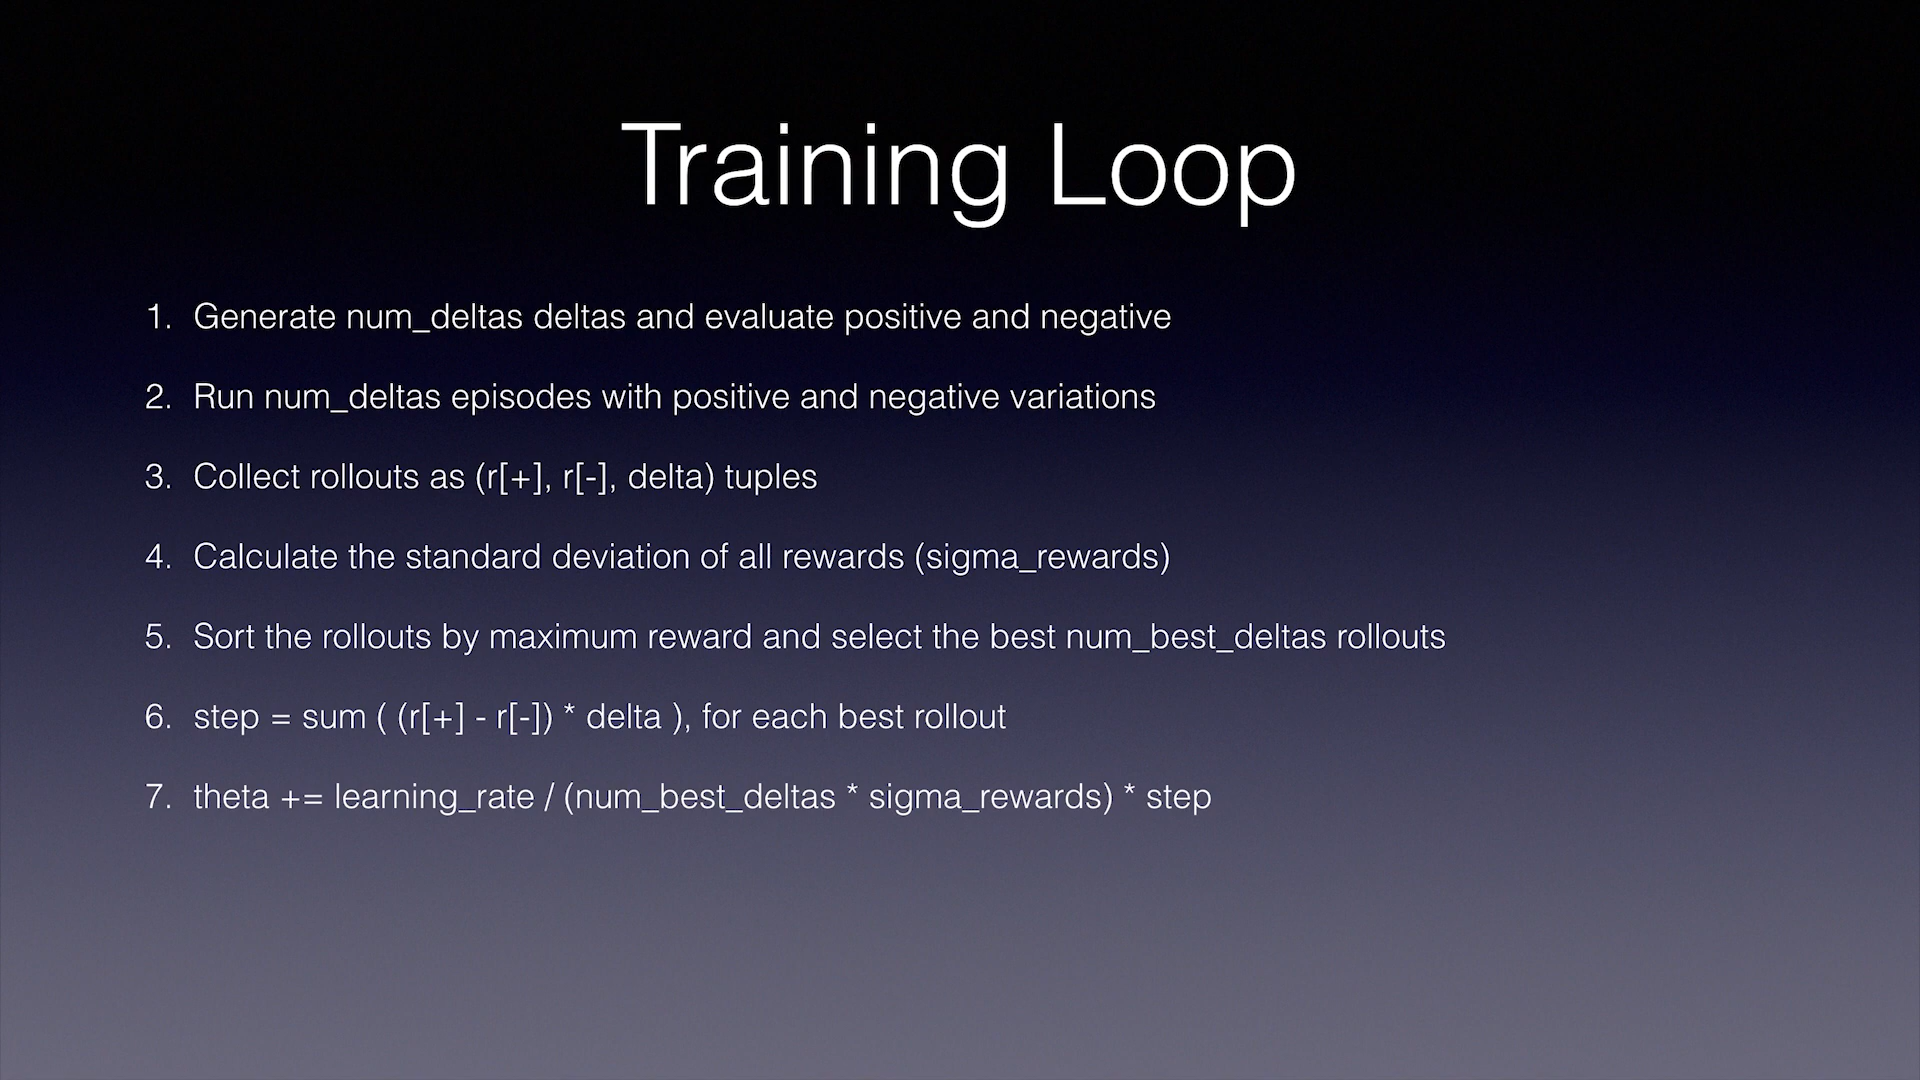 Training Loop
1. Generate num_deltas deltas and evaluate positive and negative
2. Run num_deltas episodes with positive and negative variations
3. Collect rollouts as (r[+], r[-], delta) tuples
4. Calculate the standard deviation of all rewards (sigma_rewards)
5. Sort the rollouts by maximum reward and select the best num_best_deltas rollouts
6. step = sum ( (r[+] - r[-]) * delta ), for each best rollout
7. theta += learning_rate / (num_best_deltas * sigma_rewards) * step